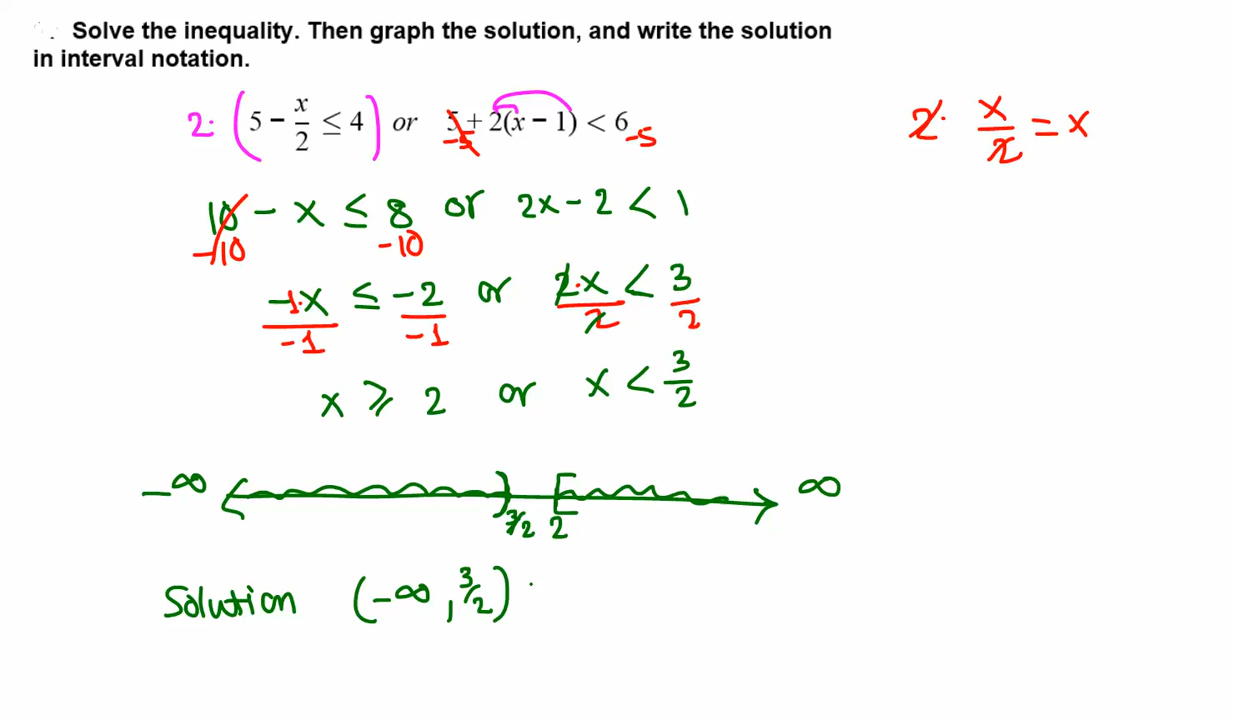 Solve the inequality. Then graph the solution, and write the solution
in interval notation.
2·(5 − x/2 ≤ 4) or 5 + 2(x − 1) < 6
−5 −5
2· x/2 = x
10 − x ≤ 8 or 2x − 2 < 1
−10 −10
−1·x/−1 ≤ −2/−1 or 2·x/2 < 3/2
x ≥ 2 or x < 3/2
−∞ ∞
3/2 2
Solution (−∞, 3/2)